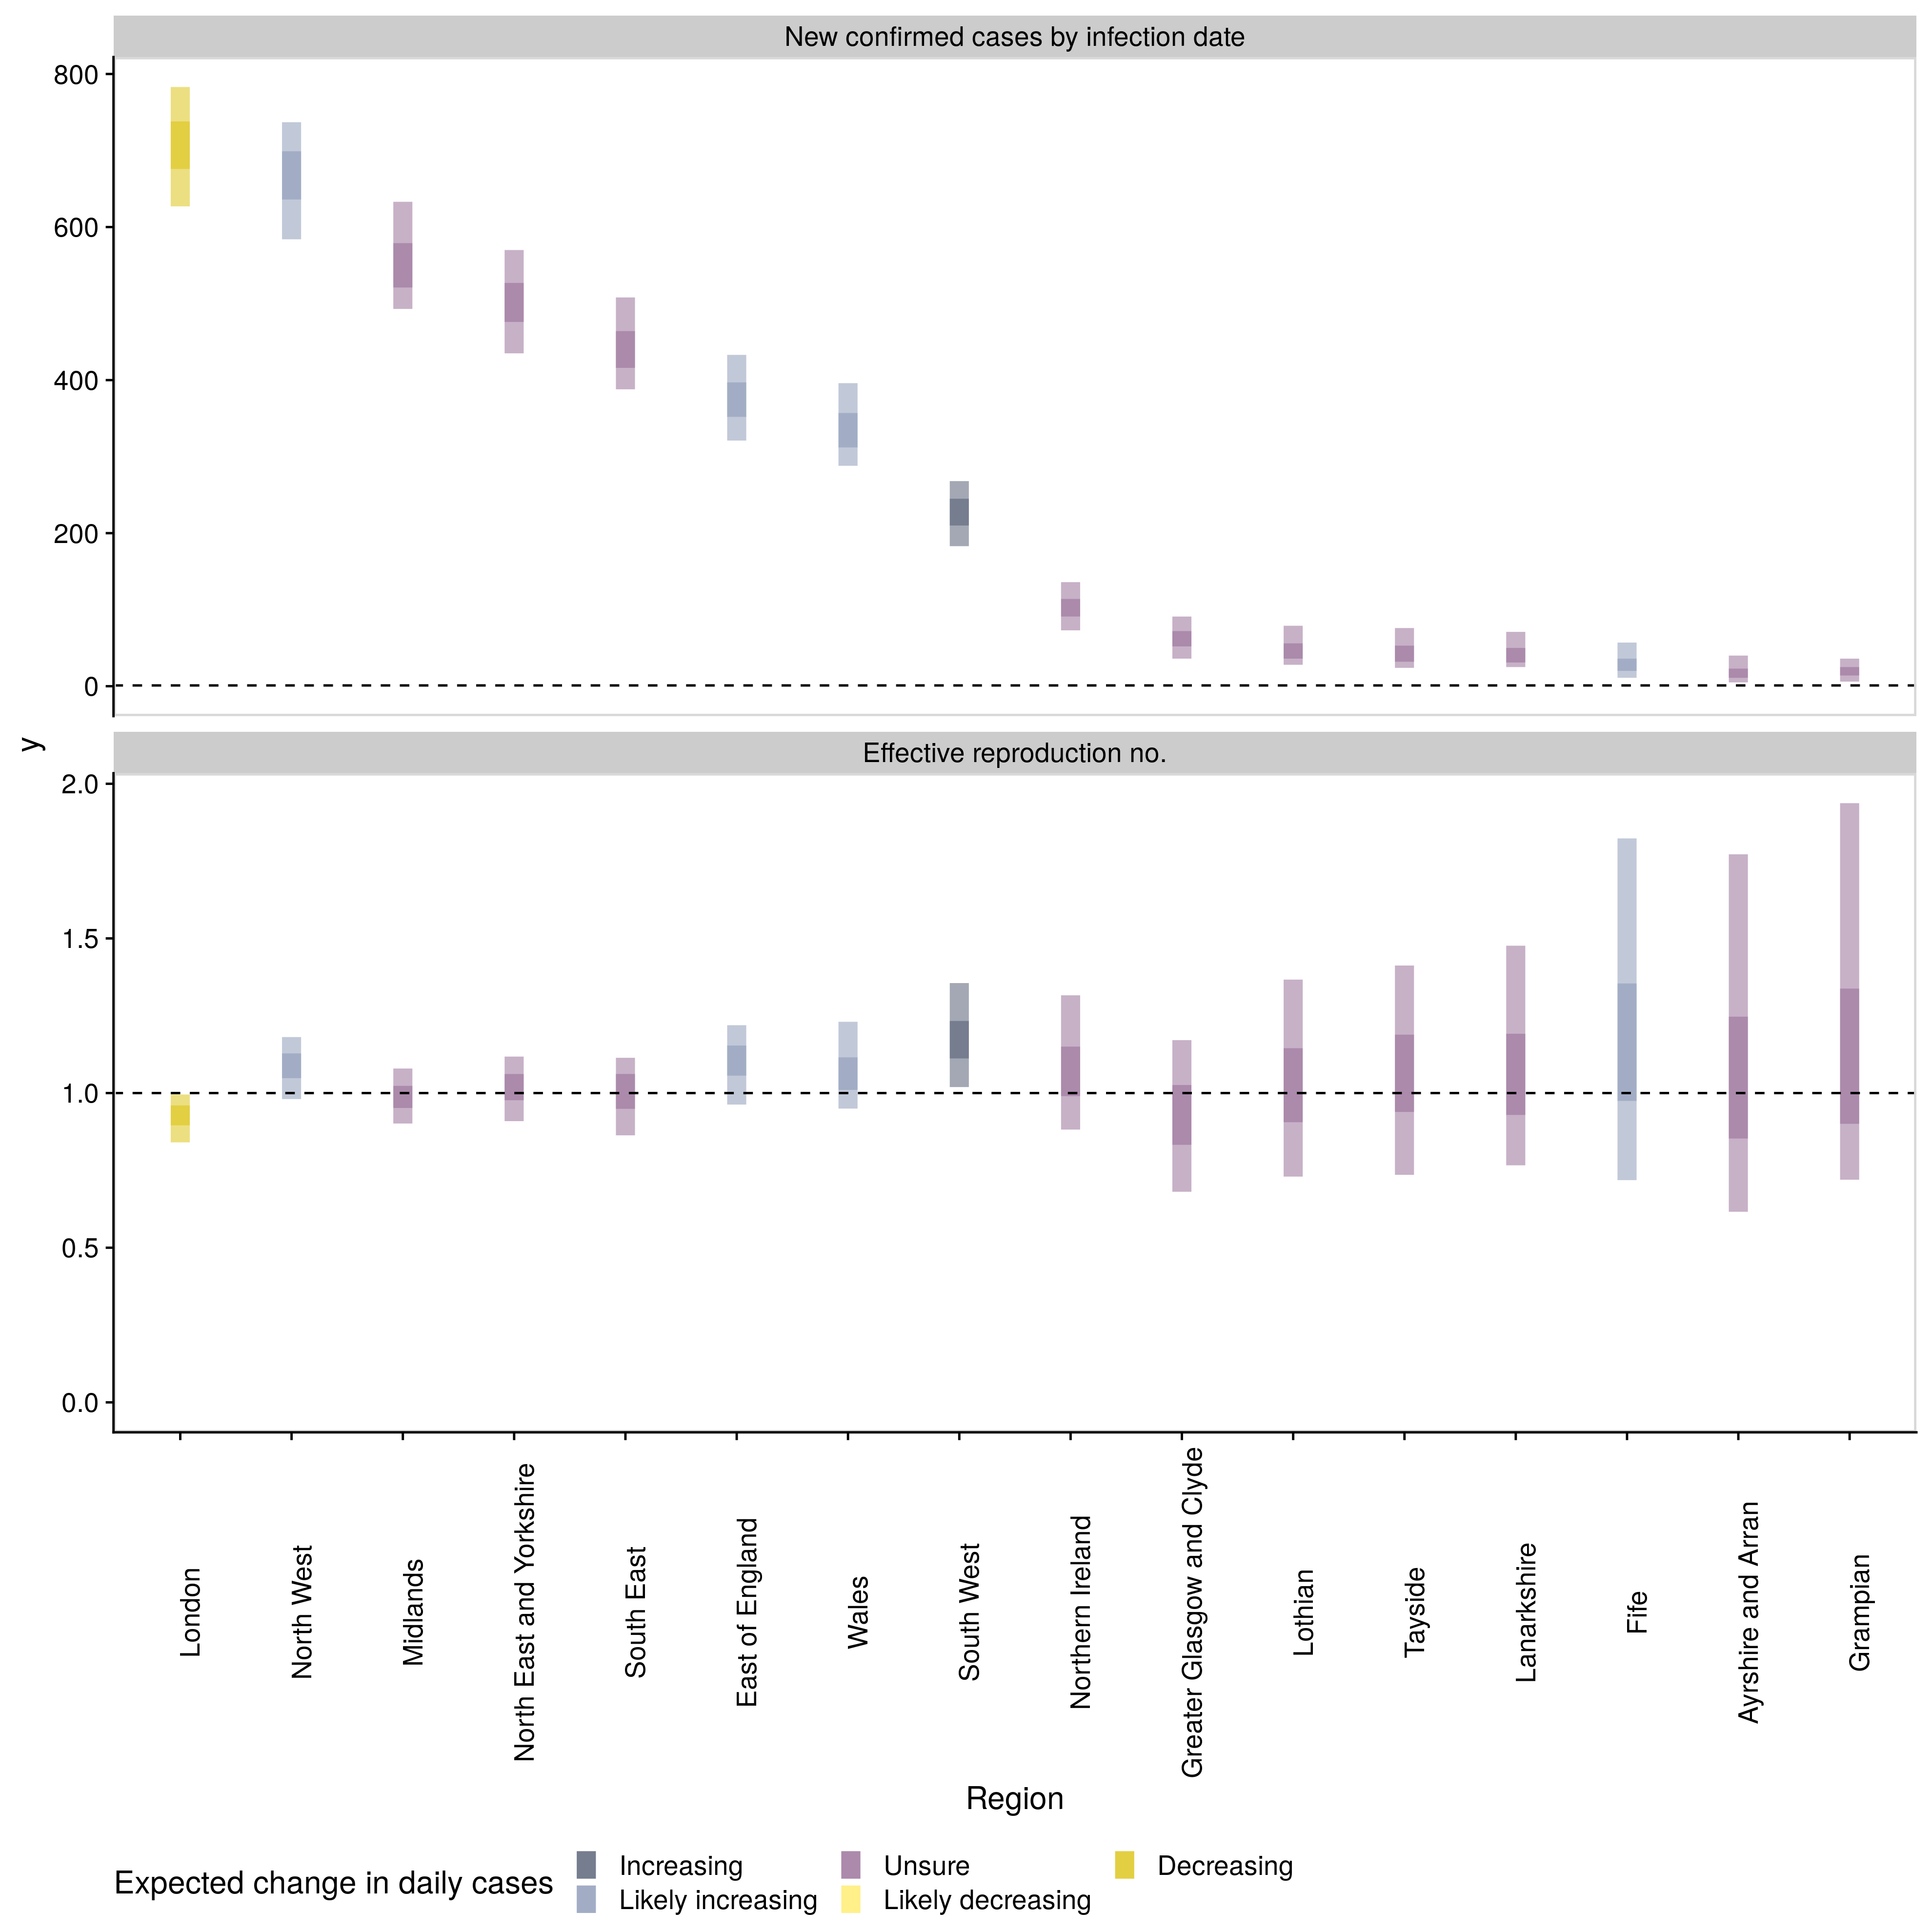 New confirmed cases by infection date
800
600
400
200
0
y
Effective reproduction no.
2.0
1.5
1.0
0.5
0.0
London
North West
Midlands
North East and Yorkshire
South East
East of England
Wales
South West
Northern Ireland
Greater Glasgow and Clyde
Lothian
Tayside
Lanarkshire
Fife
Ayrshire and Arran
Grampian
Region
Expected change in daily cases
Increasing
Unsure
Decreasing
Likely increasing
Likely decreasing